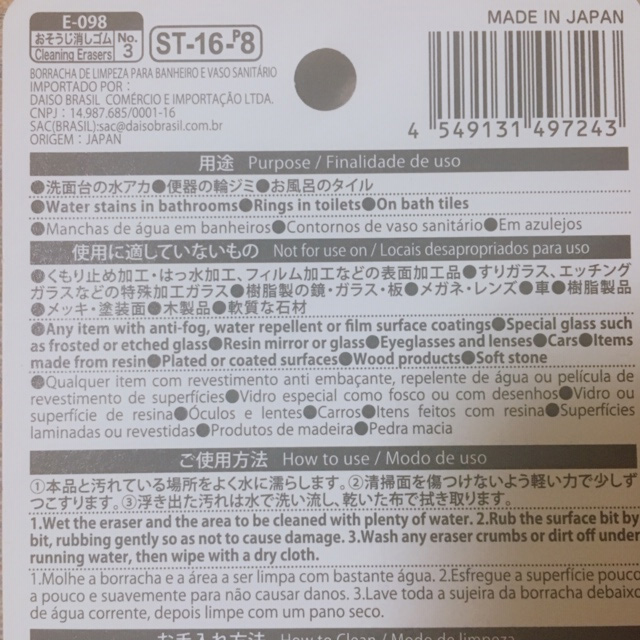 E-098
おそうじ消しゴム No.
Cleaning Erasers 3
ST-16-P8
MADE IN JAPAN
BORRACHA DE LIMPEZA PARA BANHEIRO E VASO SANITÁRIO
IMPORTADO POR :
DAISO BRASIL COMÉRCIO E IMPORTAÇÃO LTDA.
CNPJ : 14.987.685/0001-16
SAC(BRASIL):sac@daisobrasil.com.br
ORIGEM : JAPAN
4 549131 497243
用途 Purpose / Finalidade de uso
●洗面台の水アカ●便器の輪ジミ●お風呂のタイル
●Water stains in bathrooms●Rings in toilets●On bath tiles
●Manchas de água em banheiros●Contornos de vaso sanitário●Em azulejos
使用に適していないもの Not for use on / Locais desapropriados para uso
●くもり止め加工・はっ水加工、フィルム加工などの表面加工品●すりガラス、エッチング
ガラスなどの特殊加工ガラス●樹脂製の鏡・ガラス・板●メガネ・レンズ●車●樹脂製品
●メッキ・塗装面●木製品●軟質な石材
●Any item with anti-fog, water repellent or film surface coatings●Special glass such
as frosted or etched glass●Resin mirror or glass●Eyeglasses and lenses●Cars●Items
made from resin●Plated or coated surfaces●Wood products●Soft stone
●Qualquer item com revestimento anti embaçante, repelente de água ou película de
revestimento de superfícies●Vidro especial como fosco ou com desenhos●Vidro ou
superfície de resina●Óculos e lentes●Carros●Itens feitos com resina●Superfícies
laminadas ou revestidas●Produtos de madeira●Pedra macia
ご使用方法 How to use / Modo de uso
①本品と汚れている場所をよく水に濡らします。②清掃面を傷つけないよう軽い力で少しず
つこすります。③浮き出た汚れは水で洗い流し、乾いた布で拭き取ります。
1.Wet the eraser and the area to be cleaned with plenty of water. 2.Rub the surface bit by
bit, rubbing gently so as not to cause damage. 3.Wash any eraser crumbs or dirt off under
running water, then wipe with a dry cloth.
1.Molhe a borracha e a área a ser limpa com bastante água. 2.Esfregue a superfície pouco
a pouco e suavemente para não causar danos. 3.Lave toda a sujeira da borracha debaixo
de água corrente, depois limpe com um pano seco.
お手入れ方法 How to Clean / Modo de limpeza